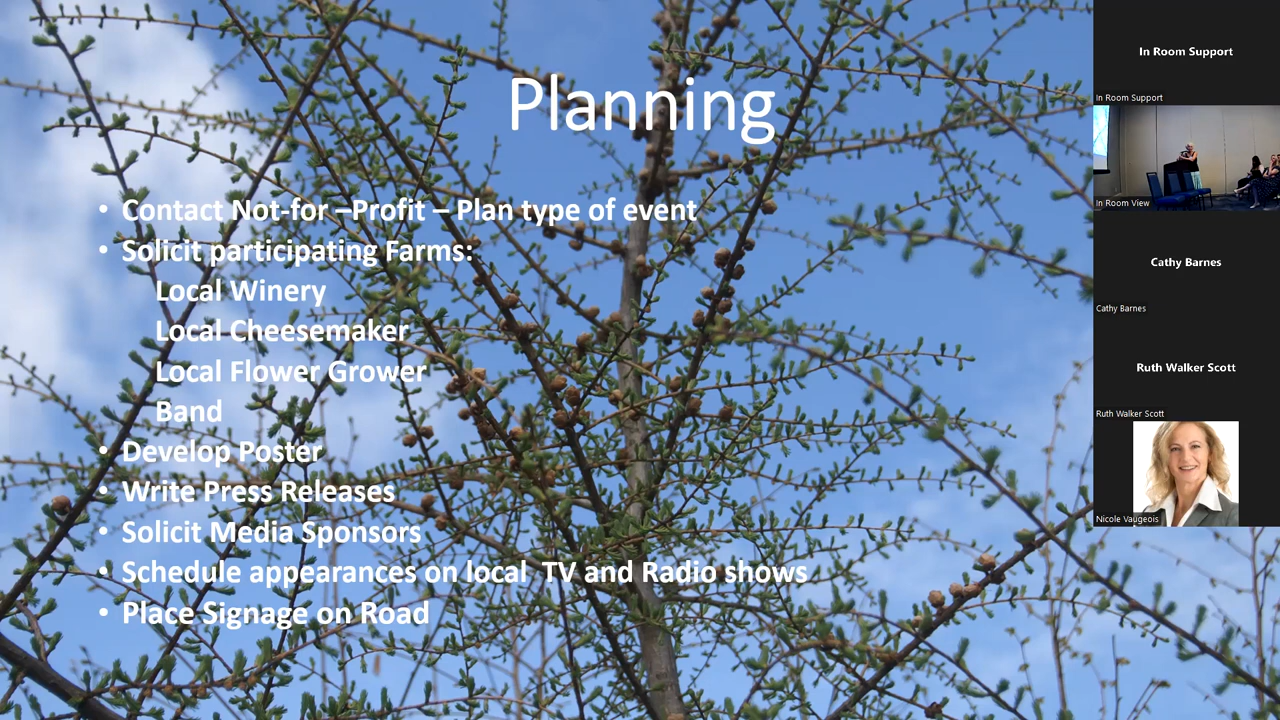 Planning
• Contact Not-for –Profit – Plan type of event
• Solicit participating Farms:
Local Winery
Local Cheesemaker
Local Flower Grower
Band
• Develop Poster
• Write Press Releases
• Solicit Media Sponsors
• Schedule appearances on local  TV and Radio shows
• Place Signage on Road
In Room Support
In Room Support
In Room View
Cathy Barnes
Cathy Barnes
Ruth Walker Scott
Ruth Walker Scott
Nicole Vaugeois